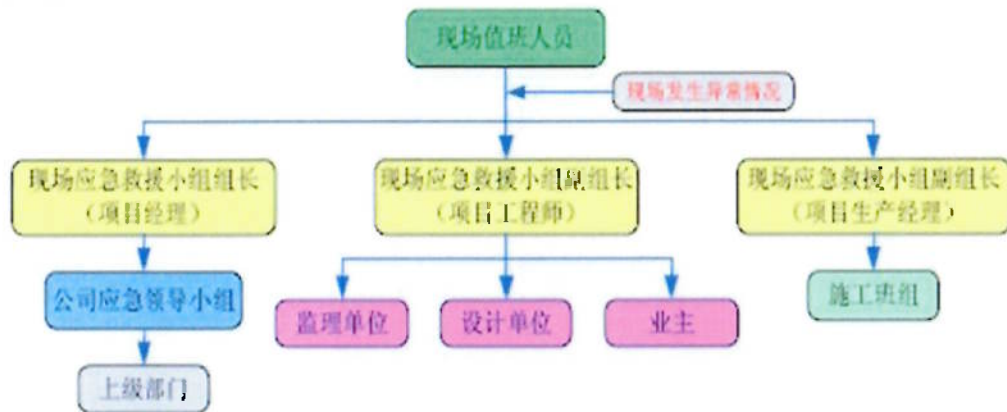 现场值班人员
现场发生异常情况
现场应急救援小组组长
（项目经理）
现场应急救援小组副组长
（项目工程师）
现场应急救援小组副组长
（项目生产经理）
公司应急领导小组
监理单位
设计单位
业主
施工班组
上级部门